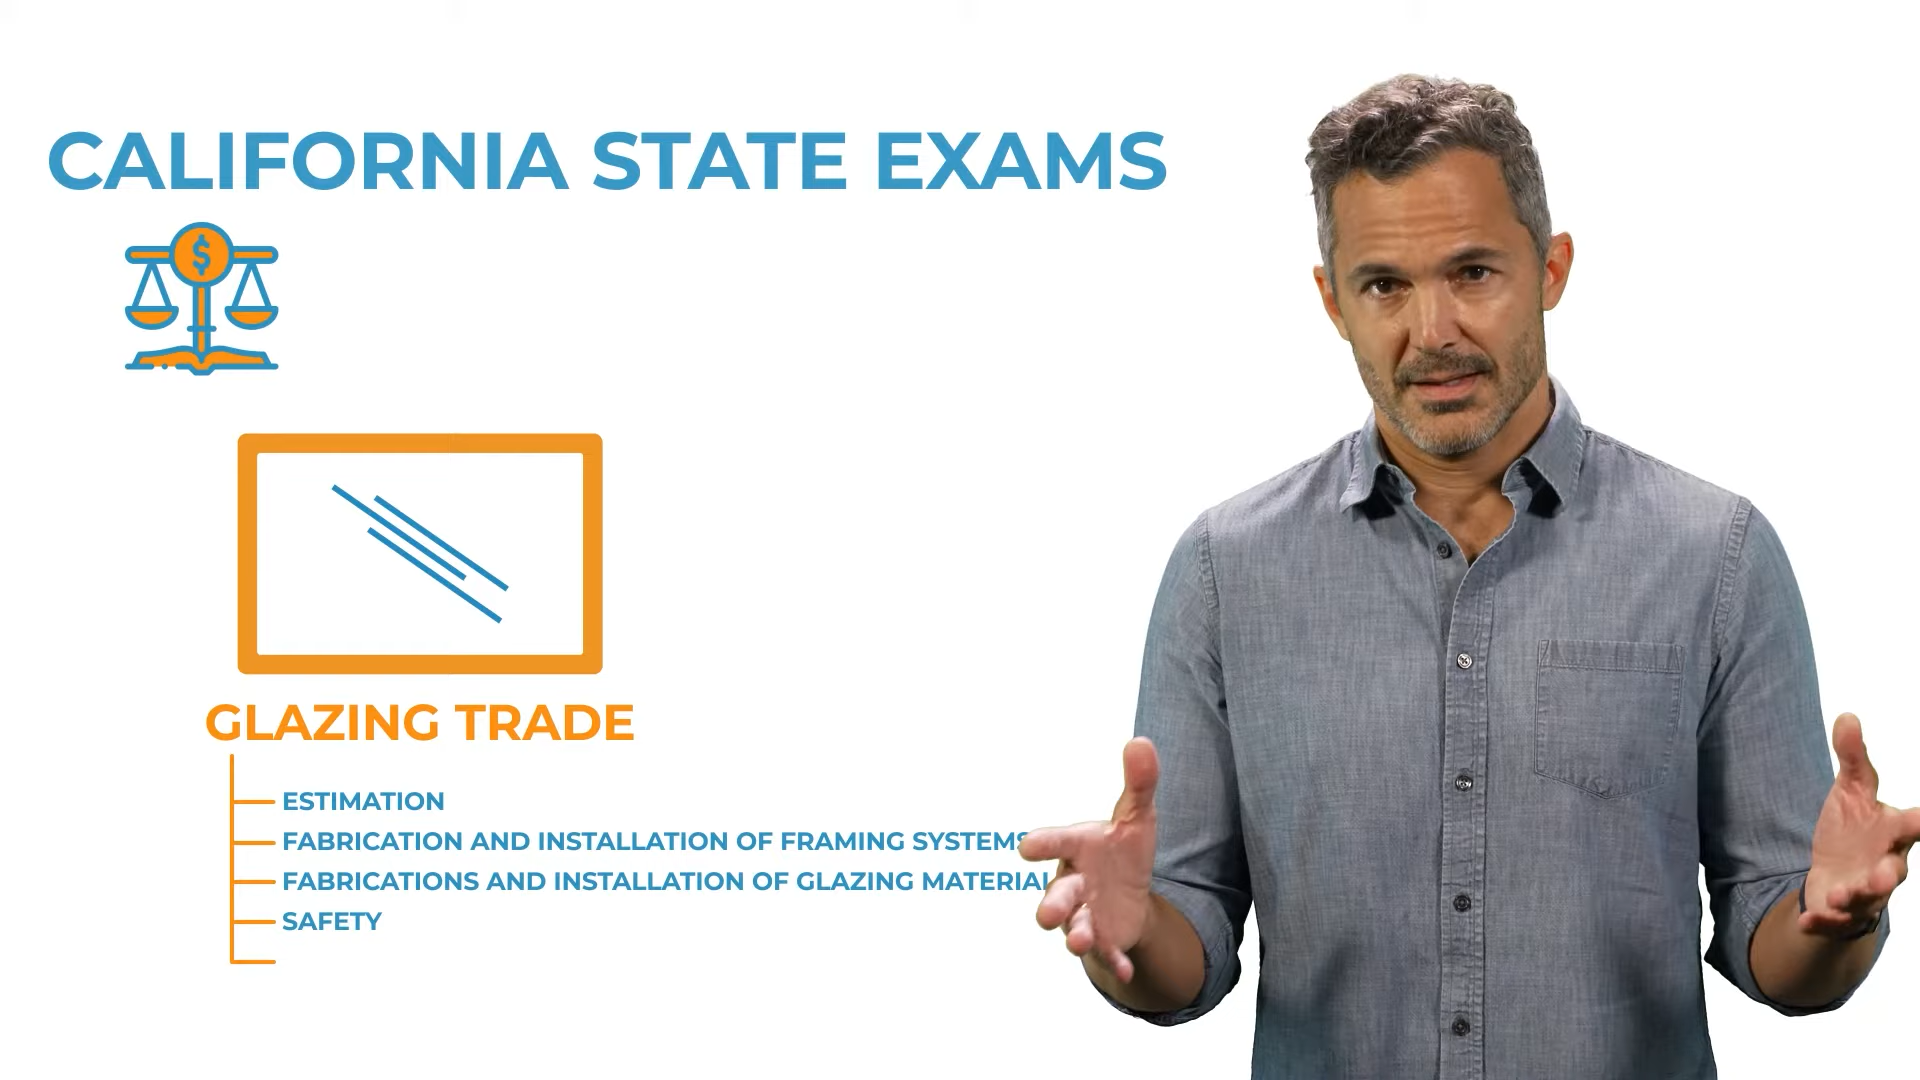 CALIFORNIA STATE EXAMS
$
GLAZING TRADE
ESTIMATION
FABRICATION AND INSTALLATION OF FRAMING SYSTEMS
FABRICATIONS AND INSTALLATION OF GLAZING MATERIAL
SAFETY